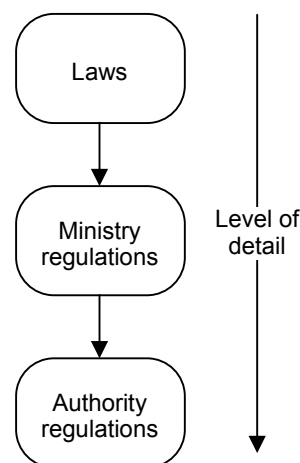 Laws
Ministry
regulations
Level of
detail
Authority
regulations